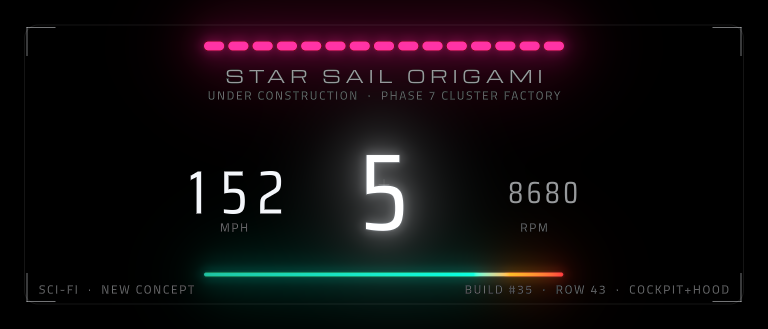 STAR SAIL ORIGAMI
UNDER CONSTRUCTION · PHASE 7 CLUSTER FACTORY
152
MPH
5
8680
RPM
SCI-FI · NEW CONCEPT
BUILD #35 · ROW 43 · COCKPIT+HOOD